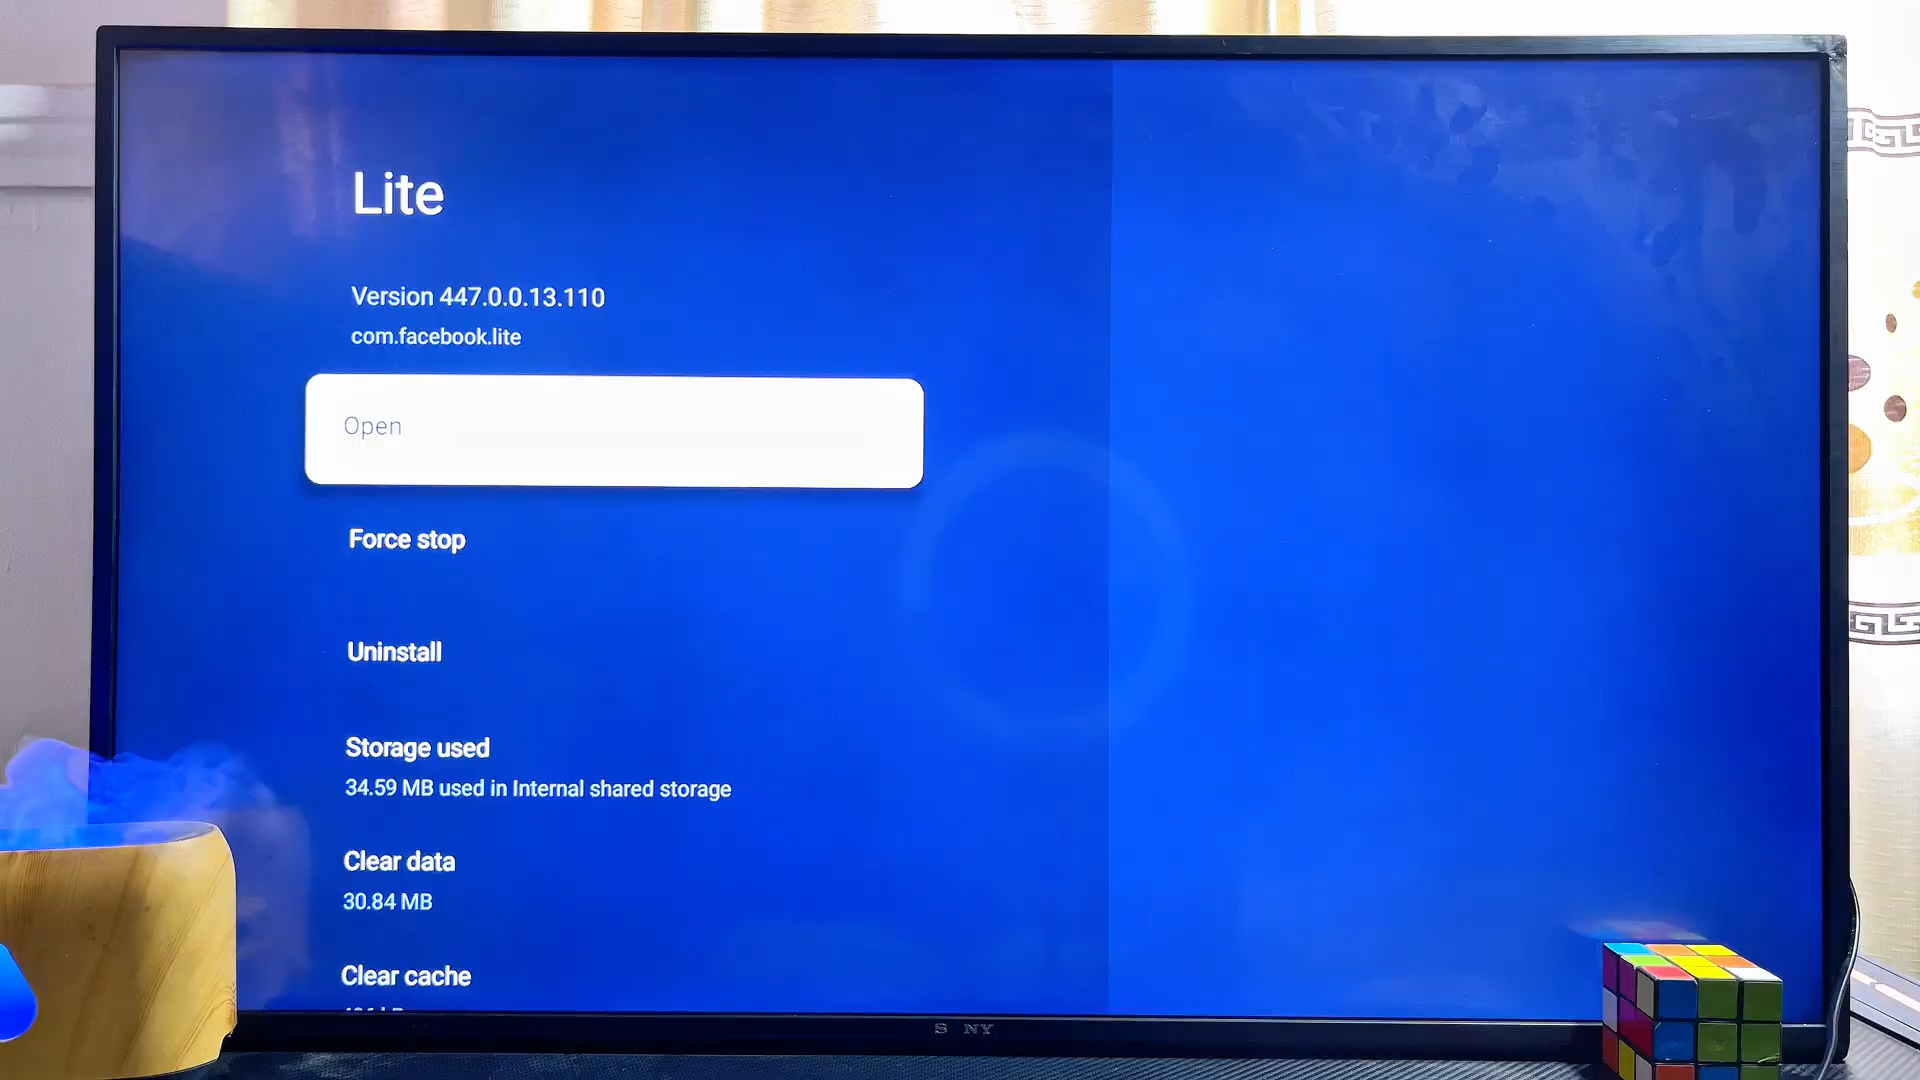 Lite
Version 447.0.0.13.110
com.facebook.lite
Open
Force stop
Uninstall
Storage used
34.59 MB used in Internal shared storage
Clear data
30.84 MB
Clear cache
S NY